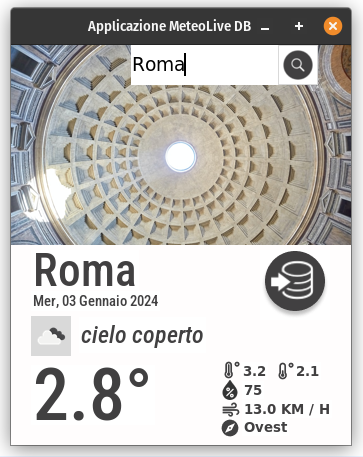 Applicazione MeteoLive DB
Roma
Roma
Mer, 03 Gennaio 2024
cielo coperto
2.8°
3.2 2.1
75
13.0 KM / H
Ovest